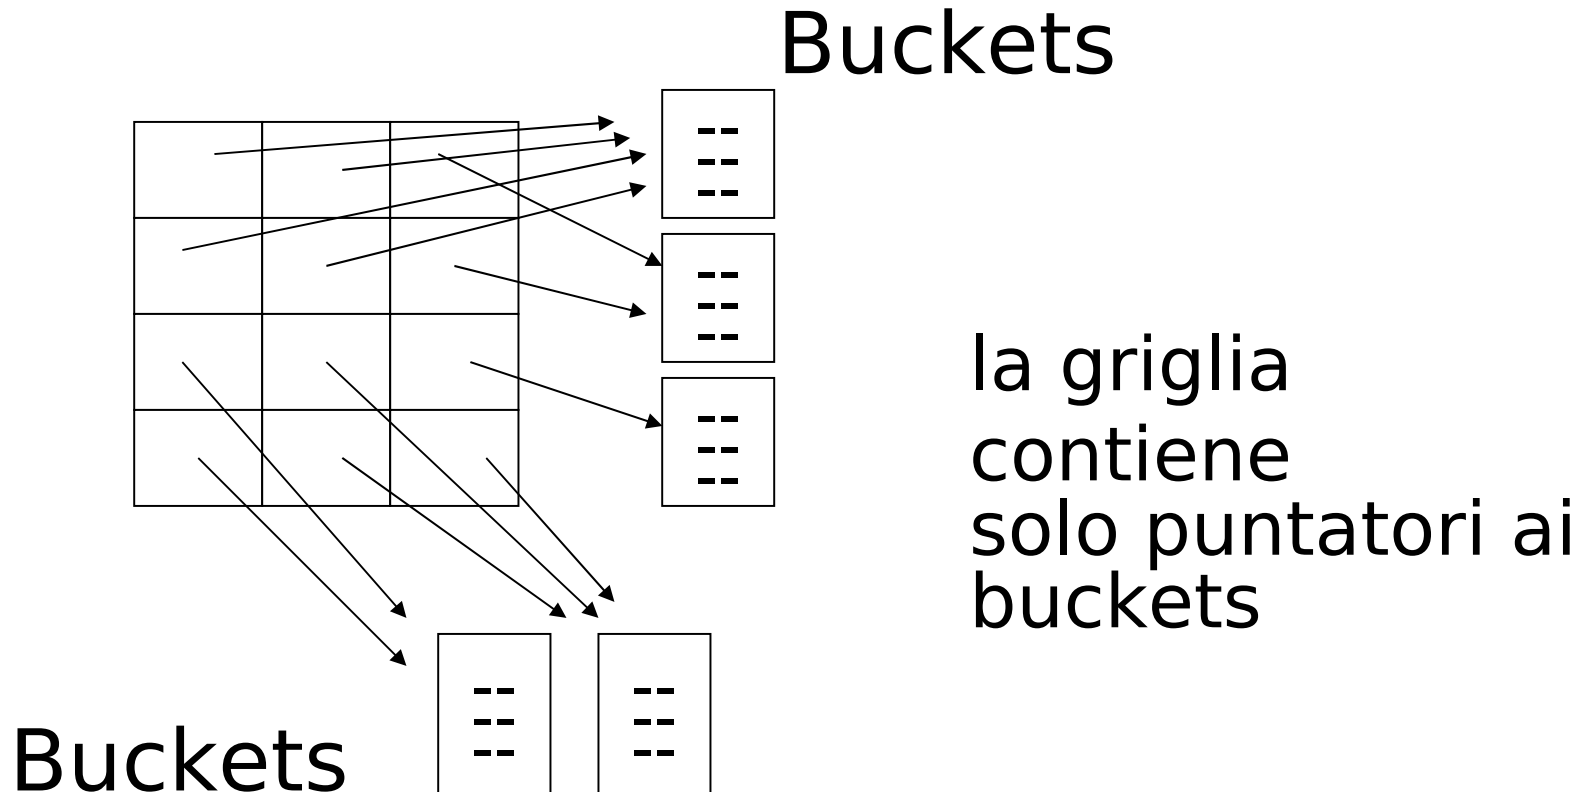 Buckets
la griglia
contiene
solo puntatori ai
buckets
Buckets